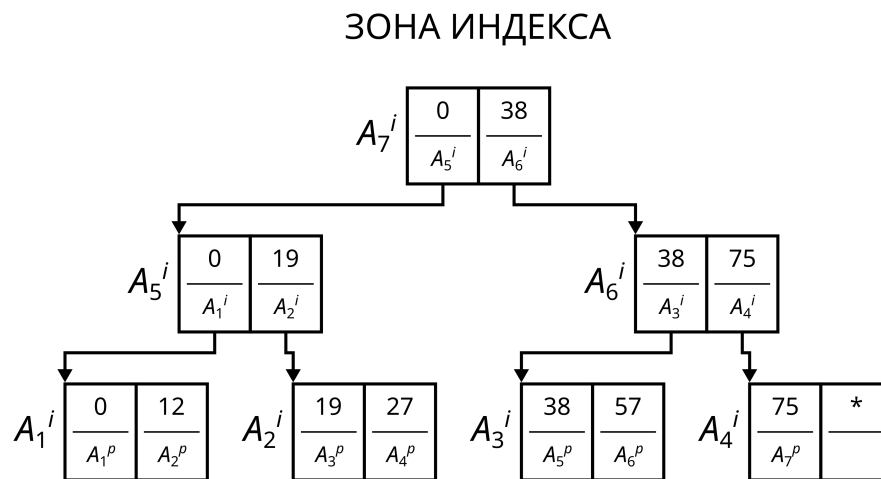 ЗОНА ИНДЕКСА
A₇ⁱ
0 38
A₅ⁱ A₆ⁱ
A₅ⁱ
0 19
A₁ⁱ A₂ⁱ
A₆ⁱ
38 75
A₃ⁱ A₄ⁱ
A₁ⁱ
0 12
A₁ᵖ A₂ᵖ
A₂ⁱ
19 27
A₃ᵖ A₄ᵖ
A₃ⁱ
38 57
A₅ᵖ A₆ᵖ
A₄ⁱ
75 *
A₇ᵖ